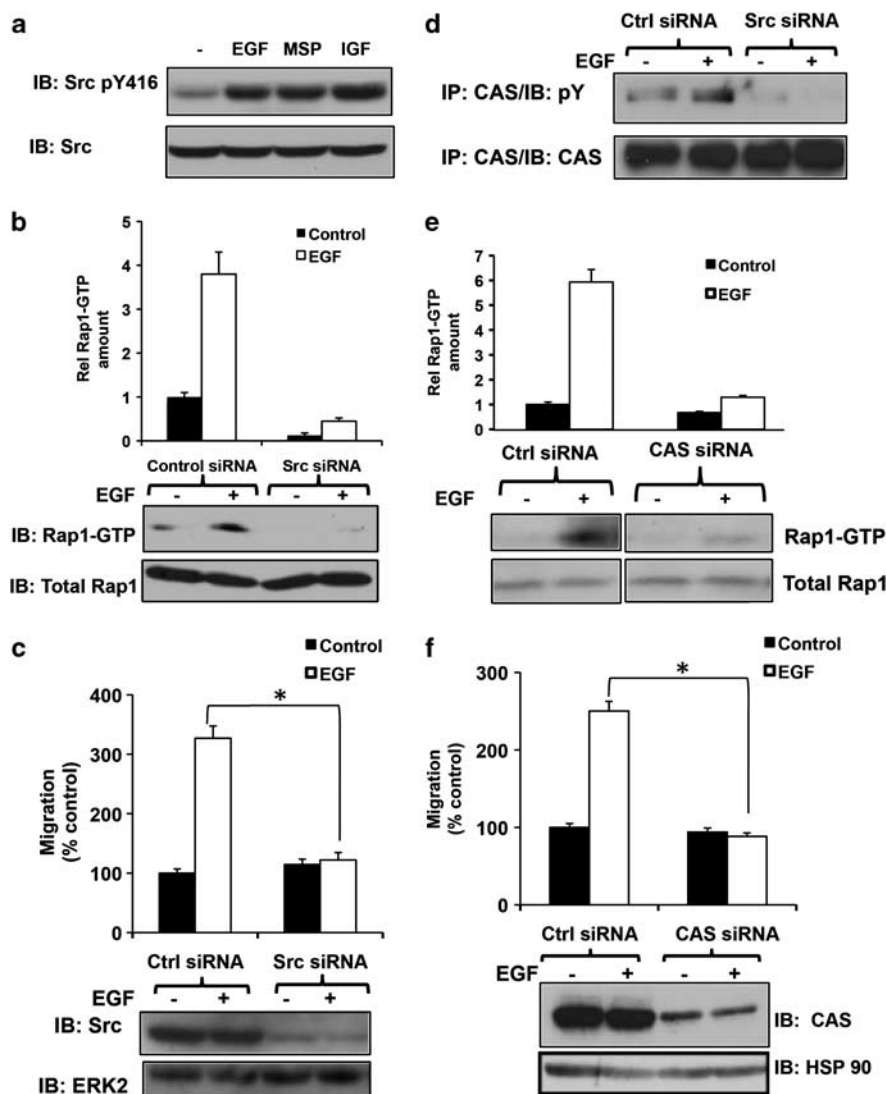 a
- EGF MSP IGF
IB: Src pY416
IB: Src
b
5
4
3
2
1
0
Rel Rap1-GTP
amount
Control
EGF
Control siRNA Src siRNA
EGF - + - +
IB: Rap1-GTP
IB: Total Rap1
c
Control
EGF
400
300
200
100
0
Migration
(% control)
*
Ctrl siRNA Src siRNA
EGF - + - +
IB: Src
IB: ERK2
d
Ctrl siRNA Src siRNA
EGF - + - +
IP: CAS/IB: pY
IP: CAS/IB: CAS
e
7
6
5
4
3
2
1
0
Rel Rap1-GTP
amount
Control
EGF
Ctrl siRNA CAS siRNA
EGF - + - +
Rap1-GTP
Total Rap1
f
Control
EGF
300
200
100
0
Migration
(% control)
*
Ctrl siRNA CAS siRNA
EGF - + - +
IB: CAS
IB: HSP 90